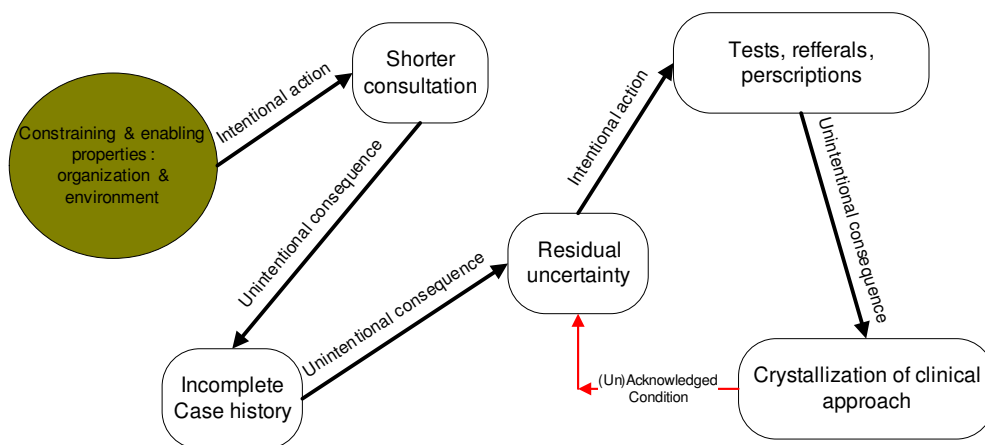 Constraining & enabling
properties :
organization &
environment
Intentional action
Shorter
consultation
Unintentional consequence
Incomplete
Case history
Unintentional consequence
Residual
uncertainty
Intentional action
Tests, refferals,
perscriptions
Unintentional consequence
Crystallization of clinical
approach
(Un)Acknowledged
Condition